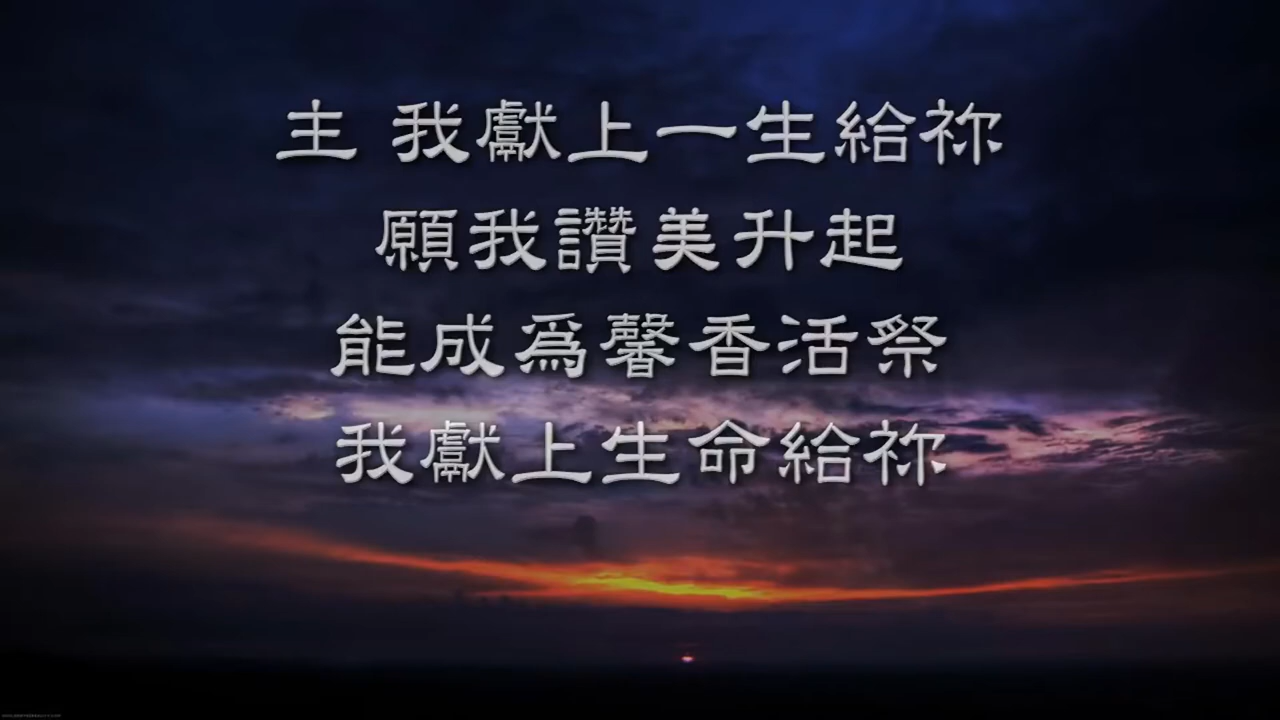 主 我獻上一生給祢
願我讚美升起
能成爲馨香活祭
我獻上生命給祢